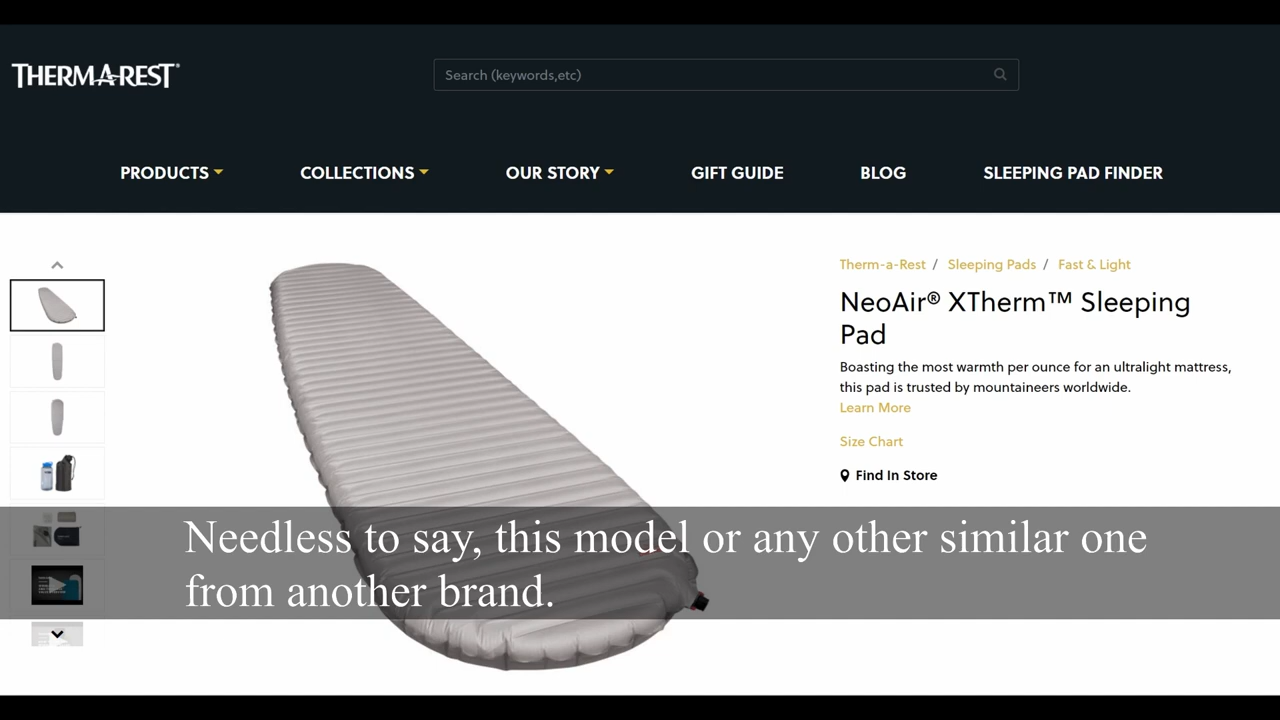 THERMAREST®
Search (keywords,etc)
PRODUCTS
COLLECTIONS
OUR STORY
GIFT GUIDE
BLOG
SLEEPING PAD FINDER
Therm-a-Rest / Sleeping Pads / Fast & Light
NeoAir® XTherm™ Sleeping
Pad
Boasting the most warmth per ounce for an ultralight mattress,
this pad is trusted by mountaineers worldwide.
Learn More
Size Chart
Find In Store
Needless to say, this model or any other similar one
from another brand.